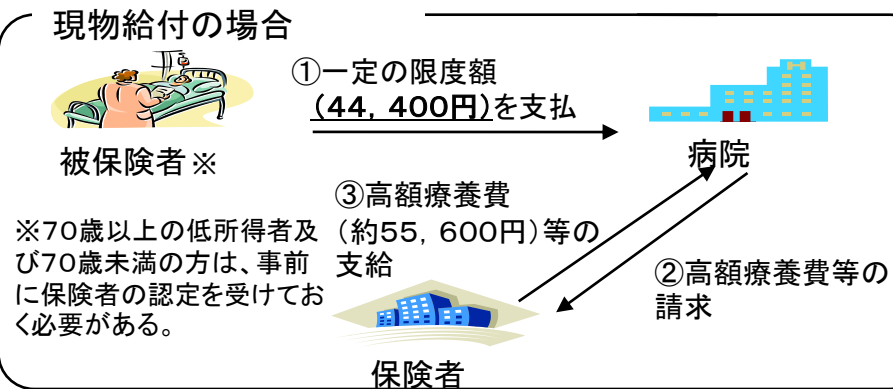 現物給付の場合
①一定の限度額
(44，400円)を支払
被保険者※
病院
※70歳以上の低所得者及
び70歳未満の方は、事前
に保険者の認定を受けてお
く必要がある。
③高額療養費
(約55，600円)等の
支給
②高額療養費等の
請求
保険者